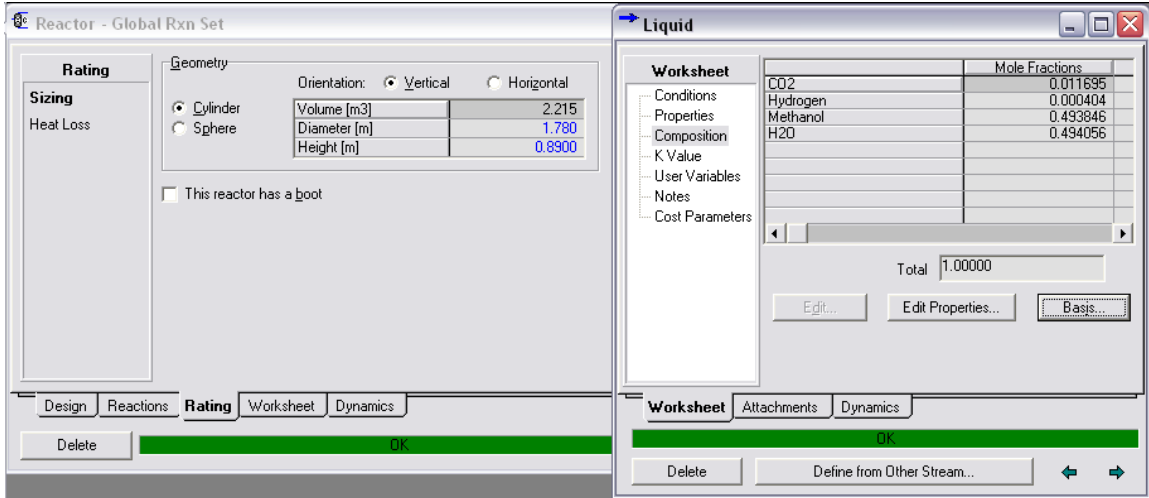 Reactor - Global Rxn Set
Rating
Sizing
Heat Loss
Geometry
Orientation: Vertical Horizontal
Cylinder
Sphere
Volume [m3] 2.215
Diameter [m] 1.780
Height [m] 0.8900
This reactor has a boot
Design Reactions Rating Worksheet Dynamics
Delete OK
Liquid
Worksheet
Conditions
Properties
Composition
K Value
User Variables
Notes
Cost Parameters
Mole Fractions
CO2 0.011695
Hydrogen 0.000404
Methanol 0.493846
H2O 0.494056
Total 1.00000
Edit... Edit Properties... Basis...
Worksheet Attachments Dynamics
OK
Delete Define from Other Stream...